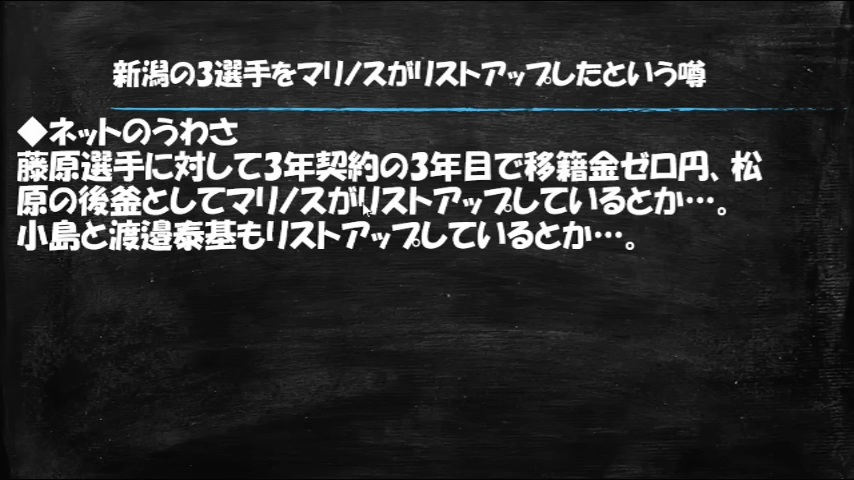 新潟の3選手をマリノスがリストアップしたという噂
◆ネットのうわさ
藤原選手に対して3年契約の3年目で移籍金ゼロ円、松
原の後釜としてマリノスがリストアップしているとか…。
小島と渡邉泰基もリストアップしているとか…。